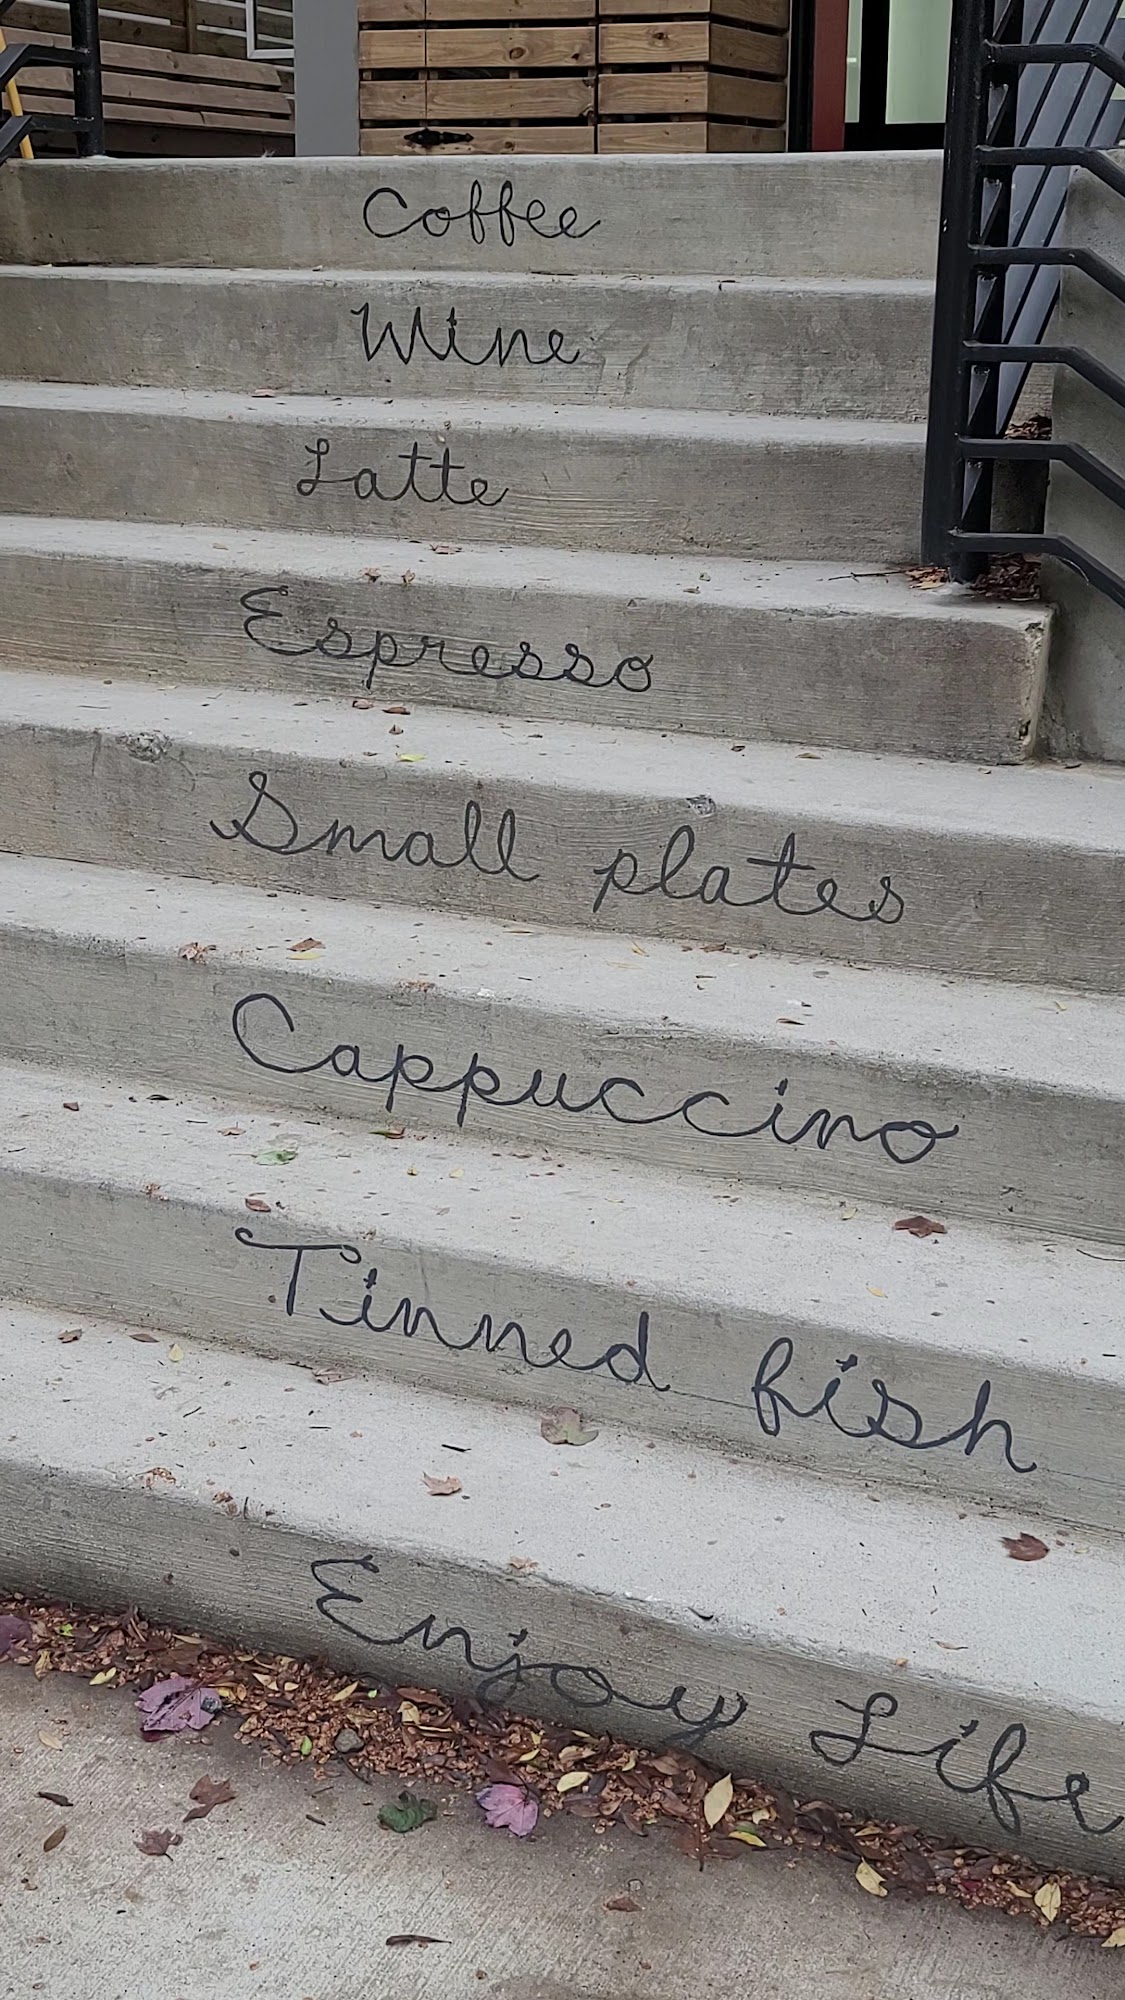 Coffee
Wine
Latte
Espresso
Small plates
Cappuccino
Tinned fish
Enjoy Life